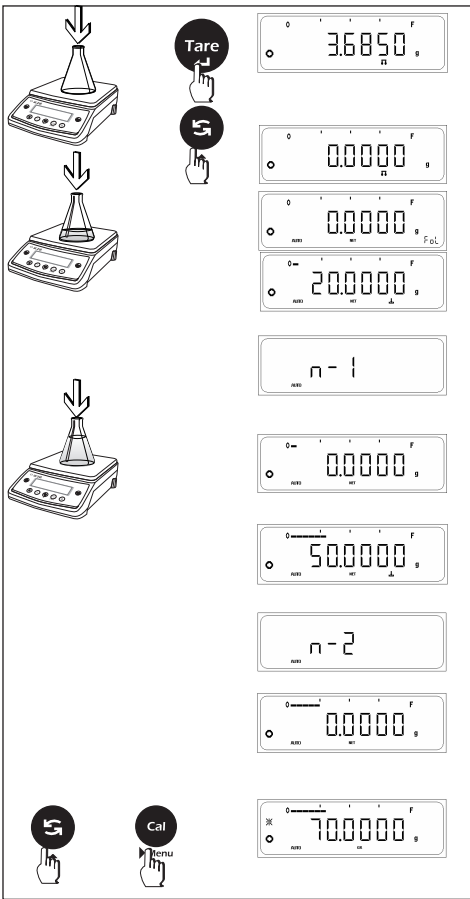 0 F
Tare
3.6850 g
0 F
0.0000 g
0 F
0.0000 g
AUTO NET FoL
0 F
20.0000 g
AUTO NET
n-1
AUTO
0 F
0.0000 g
AUTO NET
0 F
50.0000 g
AUTO NET
n-2
AUTO
0 F
0.0000 g
AUTO NET
0 F
Cal
70.0000 g
Menu
AUTO